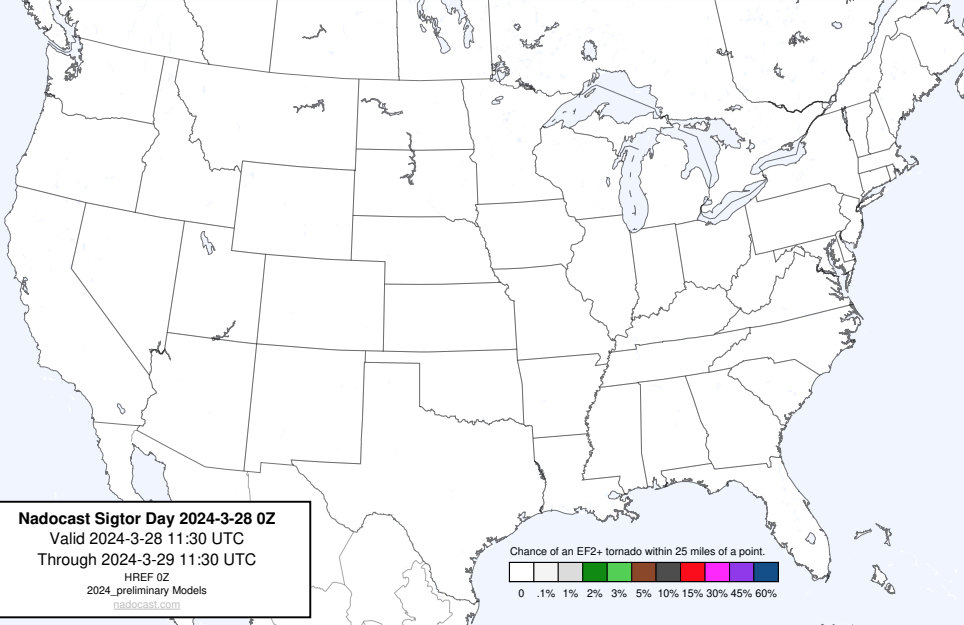 Nadocast Sigtor Day 2024-3-28 0Z
Valid 2024-3-28 11:30 UTC
Through 2024-3-29 11:30 UTC
HREF 0Z
2024_preliminary Models
nadocast.com
Chance of an EF2+ tornado within 25 miles of a point.
0 .1% 1% 2% 3% 5% 10% 15% 30% 45% 60%